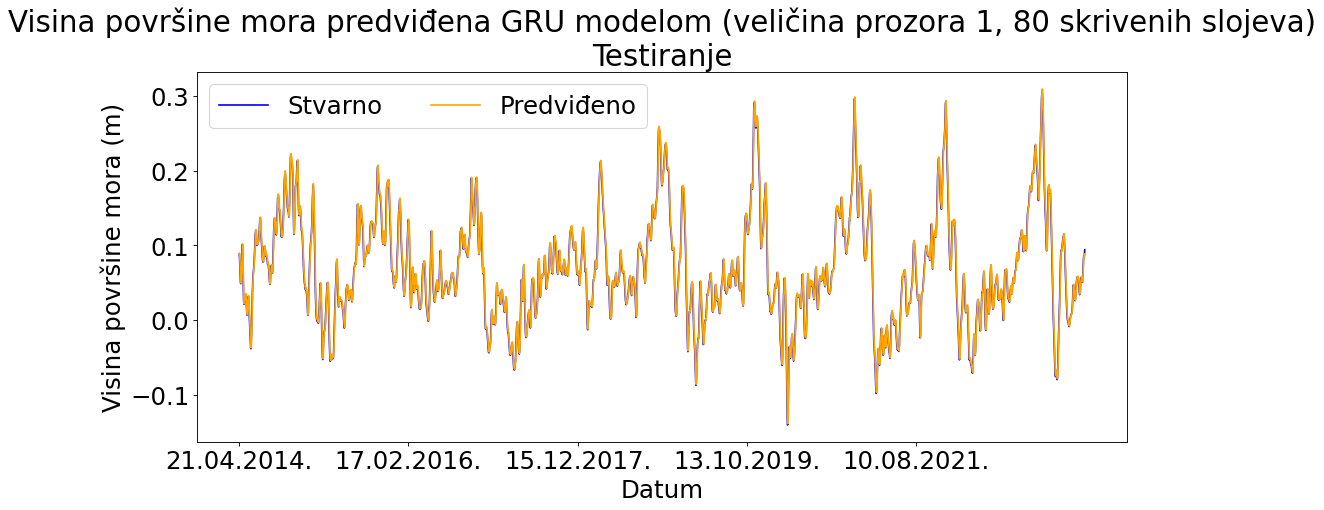 Visina površine mora predviđena GRU modelom (veličina prozora 1, 80 skrivenih slojeva)
Testiranje
Stvarno
Predviđeno
Visina površine mora (m)
0.3
0.2
0.1
0.0
−0.1
21.04.2014.
17.02.2016.
15.12.2017.
13.10.2019.
10.08.2021.
Datum